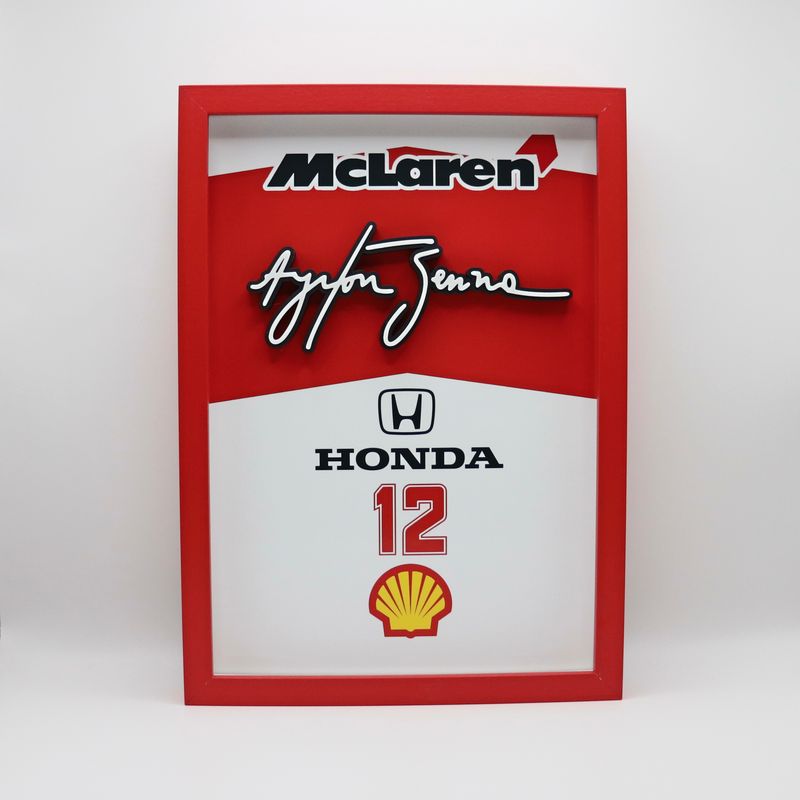 McLaren
Ayrton Senna
HONDA
12